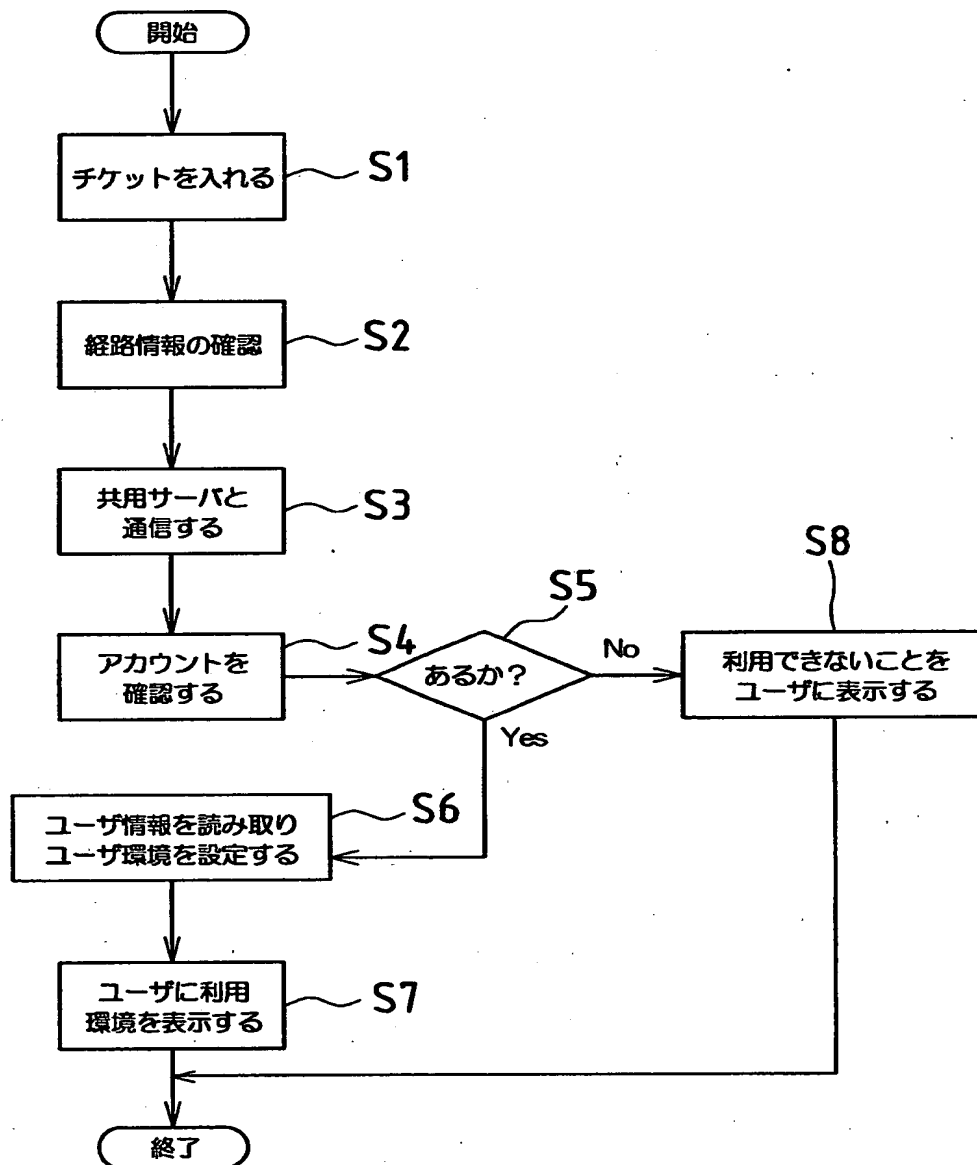 開始
チケットを入れる
S1
経路情報の確認
S2
共用サーバと
通信する
S3
アカウントを
確認する
S4
あるか？
S5
No
Yes
利用できないことを
ユーザに表示する
S8
ユーザ情報を読み取り
ユーザ環境を設定する
S6
ユーザに利用
環境を表示する
S7
終了